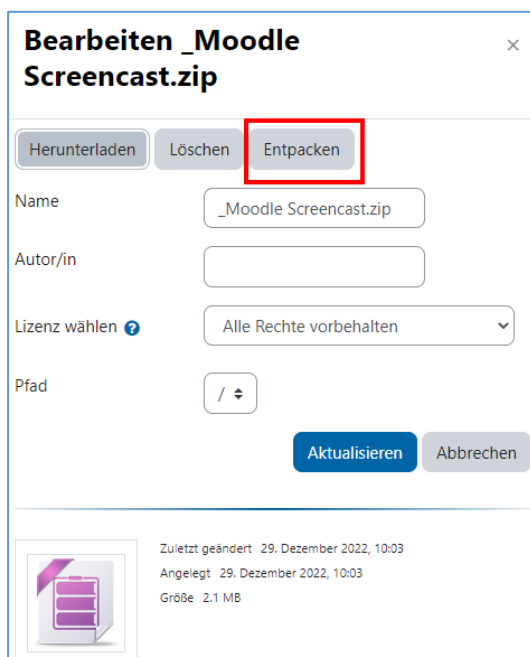 Bearbeiten _Moodle
Screencast.zip
×
Herunterladen Löschen Entpacken
Name _Moodle Screencast.zip
Autor/in
Lizenz wählen ? Alle Rechte vorbehalten
Pfad /
Aktualisieren Abbrechen
Zuletzt geändert 29. Dezember 2022, 10:03
Angelegt 29. Dezember 2022, 10:03
Größe 2.1 MB